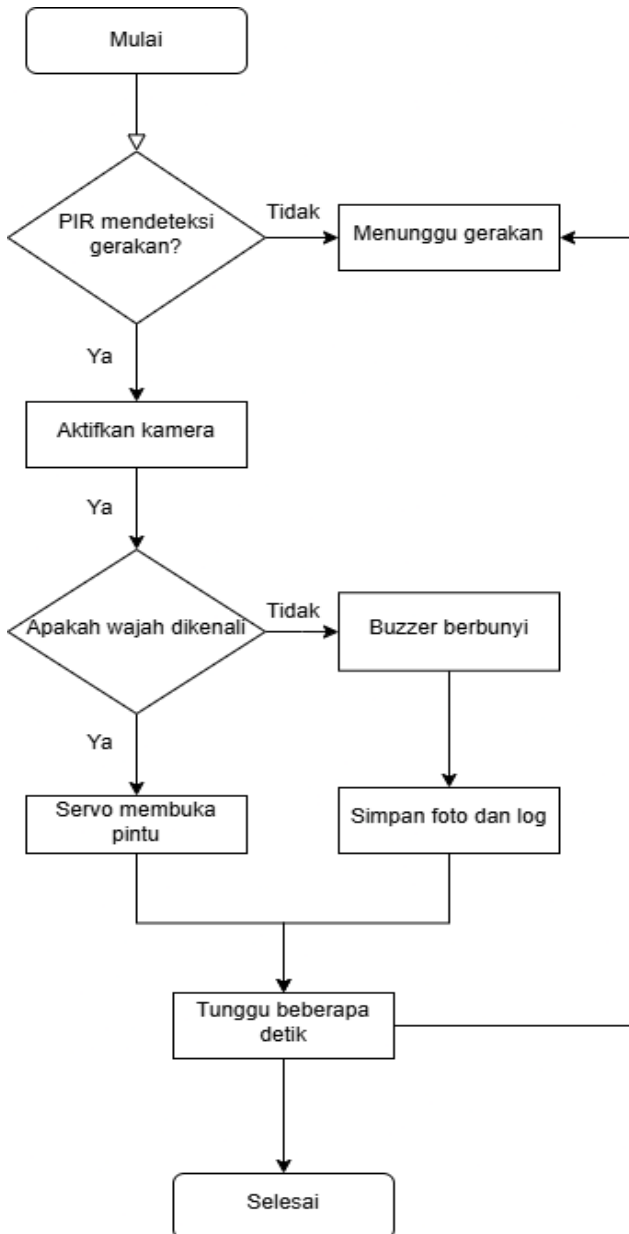 Mulai
PIR mendeteksi
gerakan?
Tidak
Menunggu gerakan
Ya
Aktifkan kamera
Ya
Apakah wajah dikenali
Tidak
Buzzer berbunyi
Ya
Servo membuka
pintu
Simpan foto dan log
Tunggu beberapa
detik
Selesai